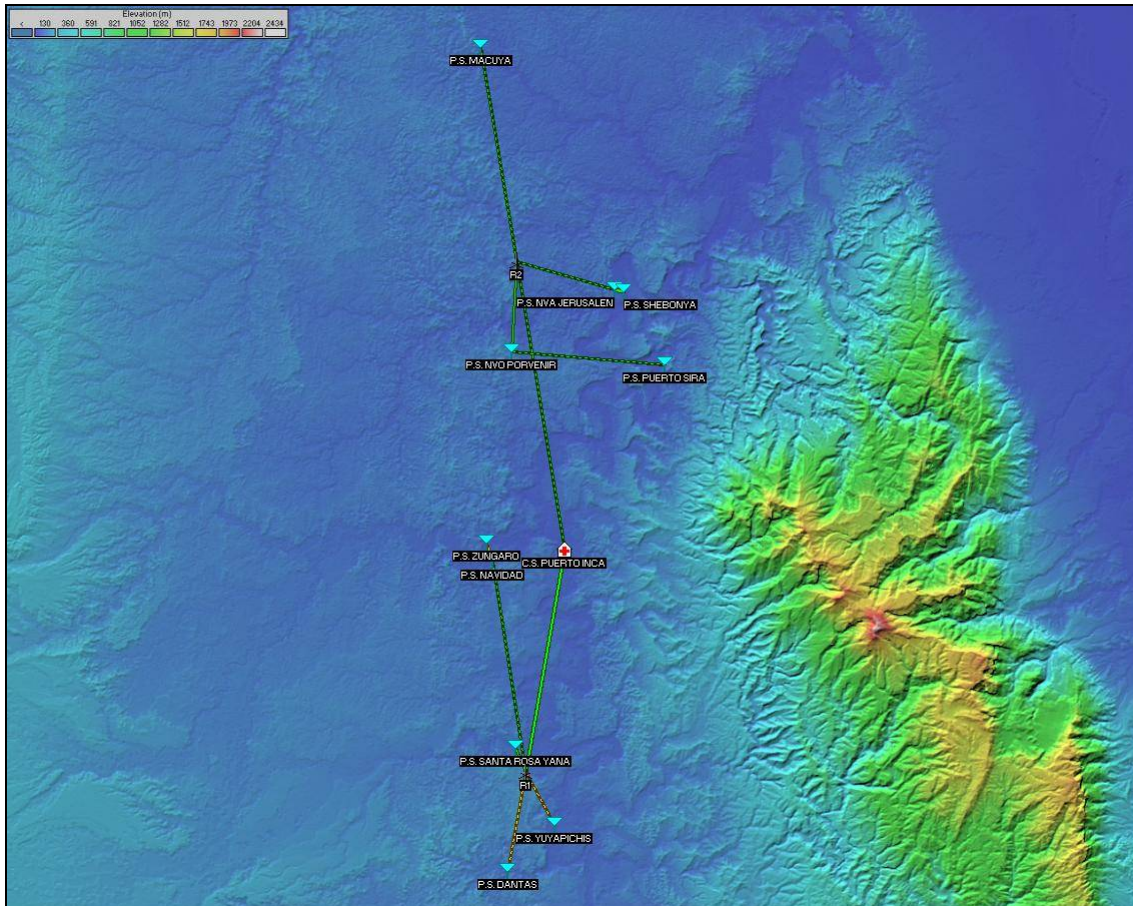 Elevation (m)
< 130 360 591 821 1052 1282 1512 1743 1973 2204 2434
P.S. MACUYA
R2
P.S. NVA JERUSALEN
P.S. SHEBONYA
P.S. NVO PORVENIR
P.S. PUERTO SIRA
P.S. ZUNGARO
C.S. PUERTO INCA
P.S. NAVIDAD
P.S. SANTA ROSA YANA
R1
P.S. YUYAPICHIS
P.S. DANTAS